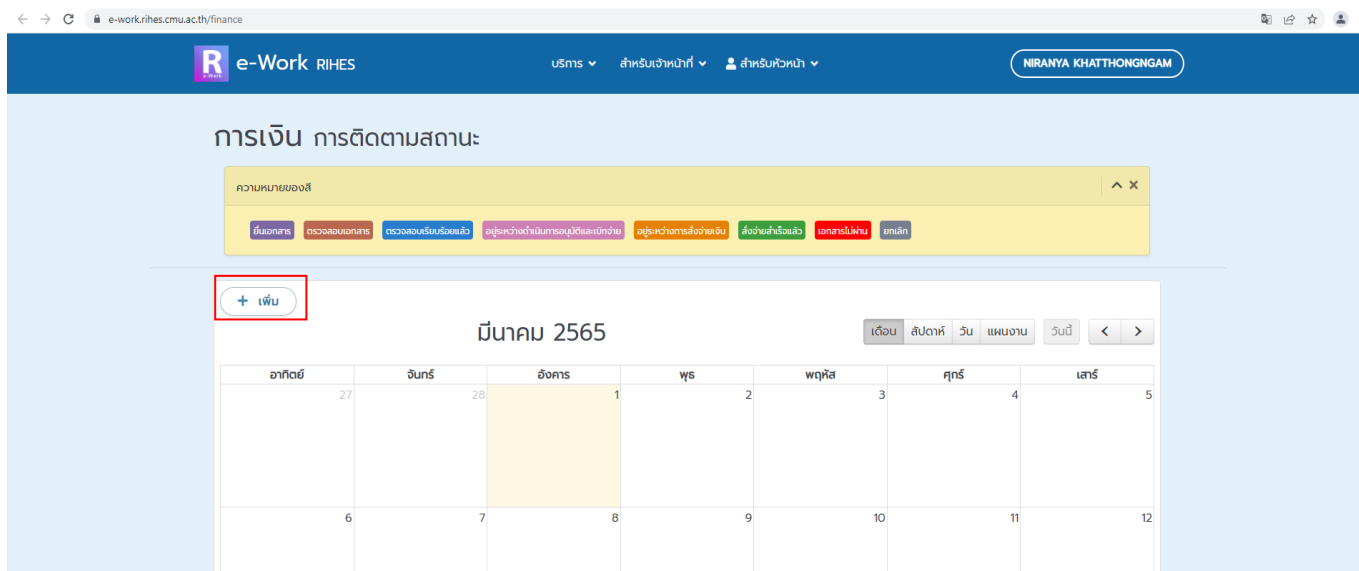 e-work.rihes.cmu.ac.th/finance
R e-Work e-Work RIHES บริการ สำหรับเจ้าหน้าที่ สำหรับหัวหน้า NIRANYA KHATTHONGNGAM
การเงิน การติดตามสถานะ
ความหมายของสี
ยื่นเอกสาร ตรวจสอบเอกสาร ตรวจสอบเรียบร้อยแล้ว อยู่ระหว่างดำเนินการอนุมัติและเบิกจ่าย อยู่ระหว่างการสั่งจ่ายเงิน สั่งจ่ายสำเร็จแล้ว เอกสารไม่ผ่าน ยกเลิก
+ เพิ่ม
มีนาคม 2565 เดือน สัปดาห์ วัน แผนงาน วันนี้
อาทิตย์ จันทร์ อังคาร พุธ พฤหัส ศุกร์ เสาร์
27 28 1 2 3 4 5
6 7 8 9 10 11 12